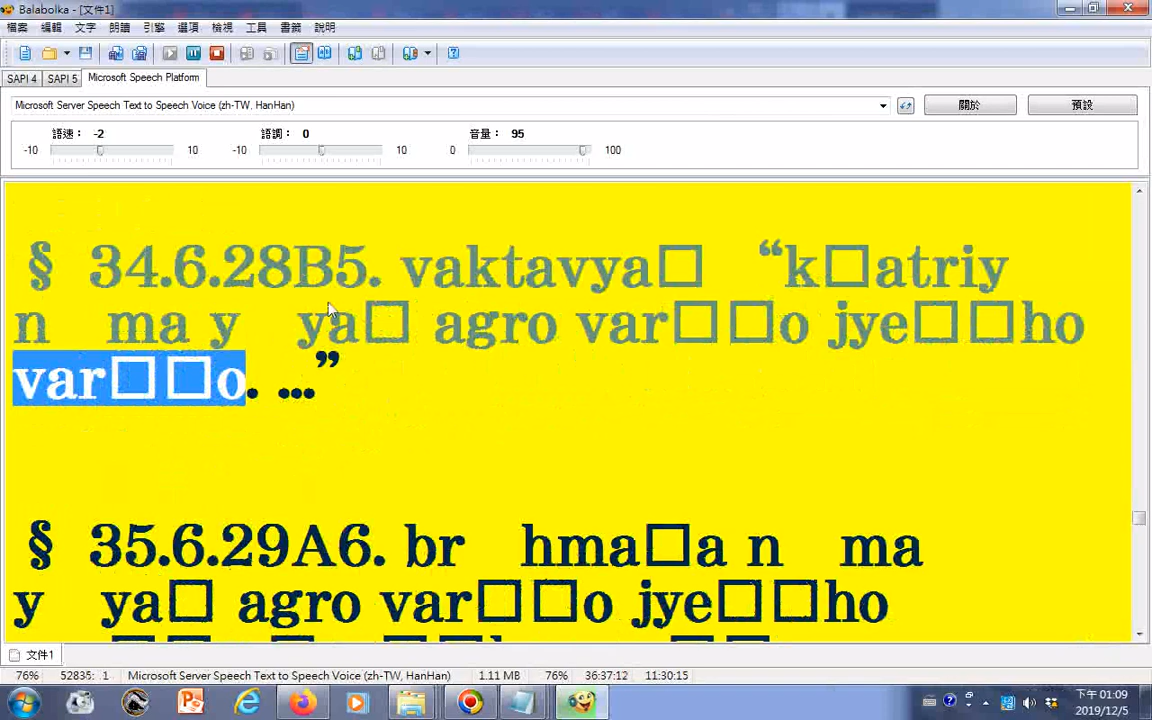 Balabolka - [文件1]
檔案 編輯 文字 朗讀 引擎 選項 檢視 工具 書籤 說明
SAPI 4 SAPI 5 Microsoft Speech Platform
Microsoft Server Speech Text to Speech Voice (zh-TW, HanHan) 關於 預設
語速： -2 語調： 0 音量： 95
-10 10 -10 10 0 100
§ 34.6.28B5. vaktavya□ “k□atriy
n ma y ya□ agro var□□o jye□□ho
var□□o. ...”
§ 35.6.29A6. br hma□a n ma
y ya□ agro var□□o jye□□ho
文件1
76% 52835: 1 Microsoft Server Speech Text to Speech Voice (zh-TW, HanHan) 1.11 MB 76% 36:37:12 11:30:15
下午 01:09
2019/12/5